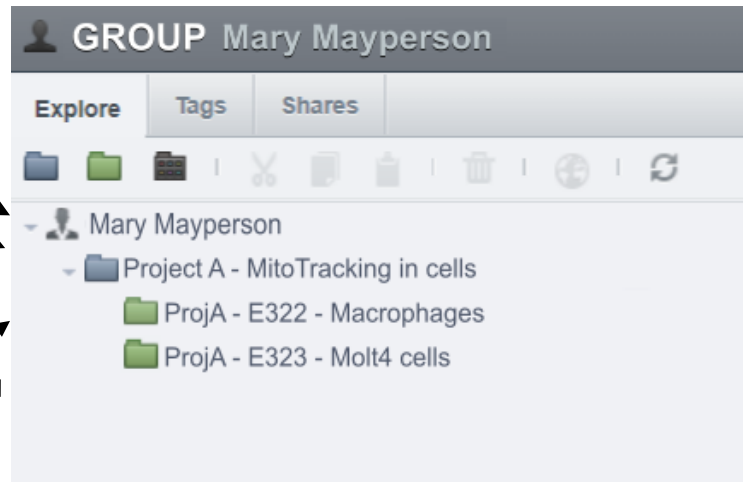 GROUP Mary Mayperson
Explore Tags Shares
Mary Mayperson
Project A - MitoTracking in cells
ProjA - E322 - Macrophages
ProjA - E323 - Molt4 cells